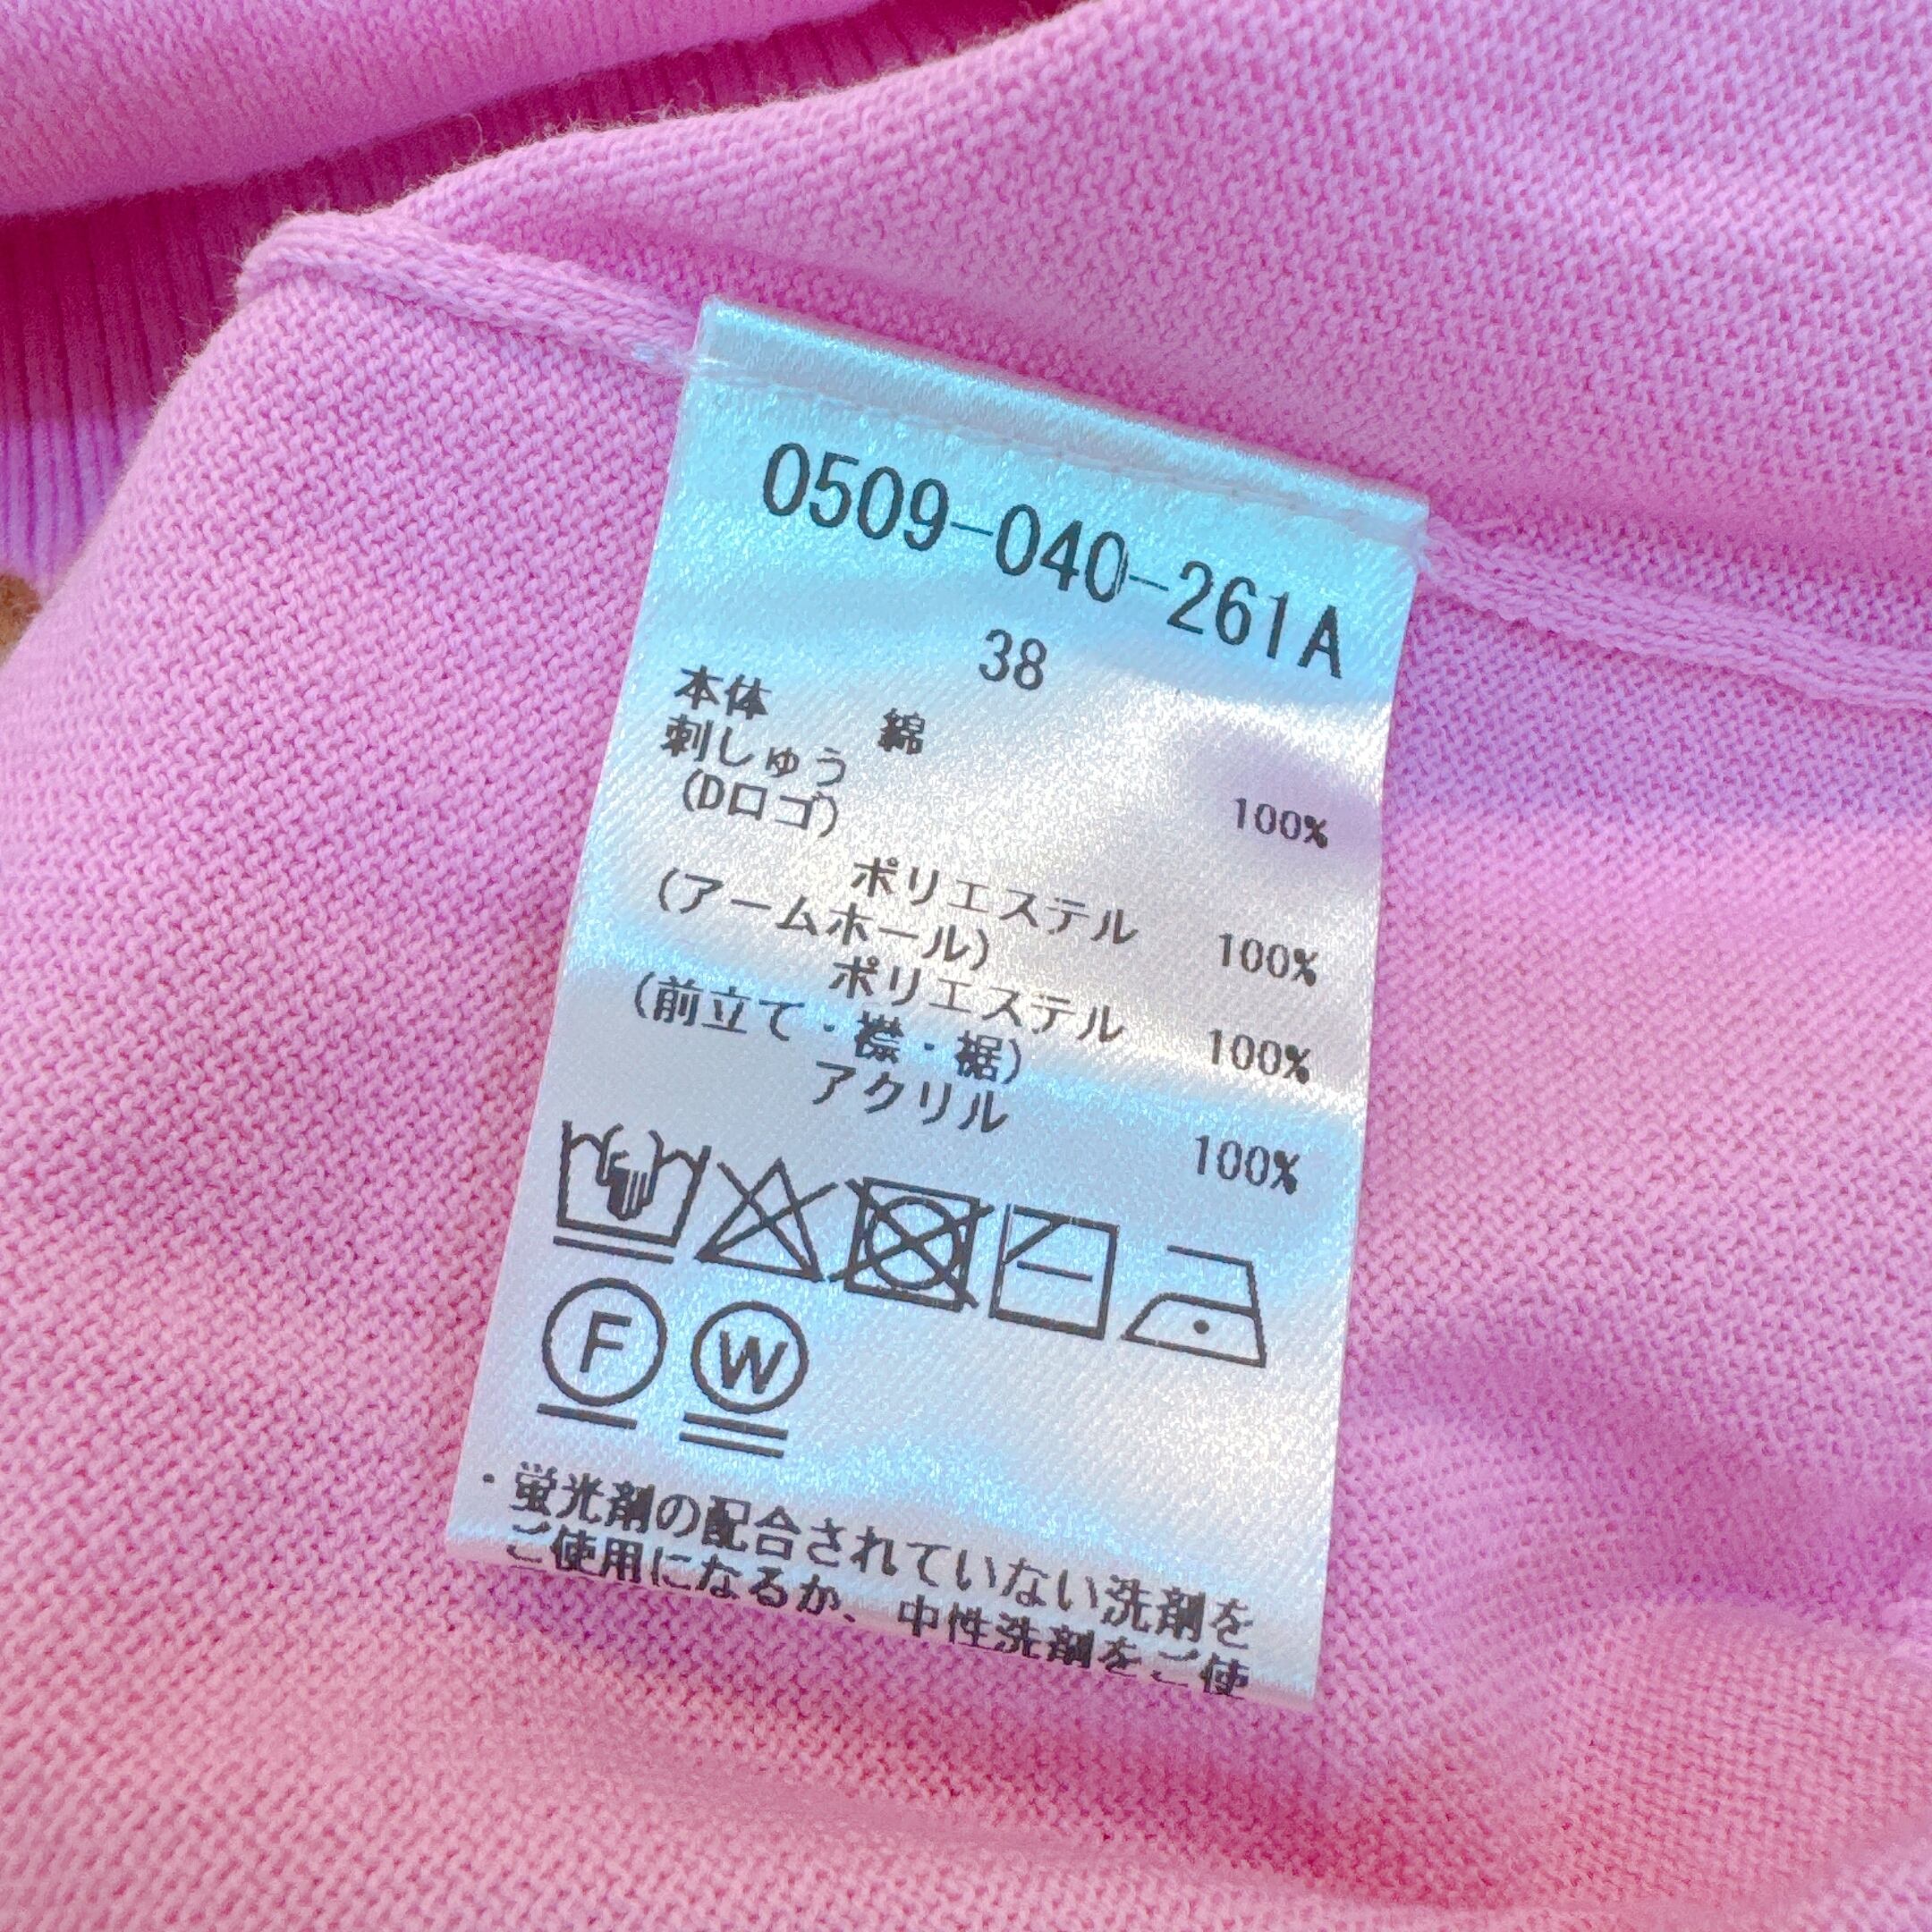 0509-040-261A
38
本体 綿 100%
刺しゅう
(Dロゴ)
ポリエステル 100%
(アームホール)
ポリエステル 100%
(前立て・襟・裾)
アクリル 100%
F W
・蛍光剤の配合されていない洗剤を
ご使用になるか、中性洗剤をご使